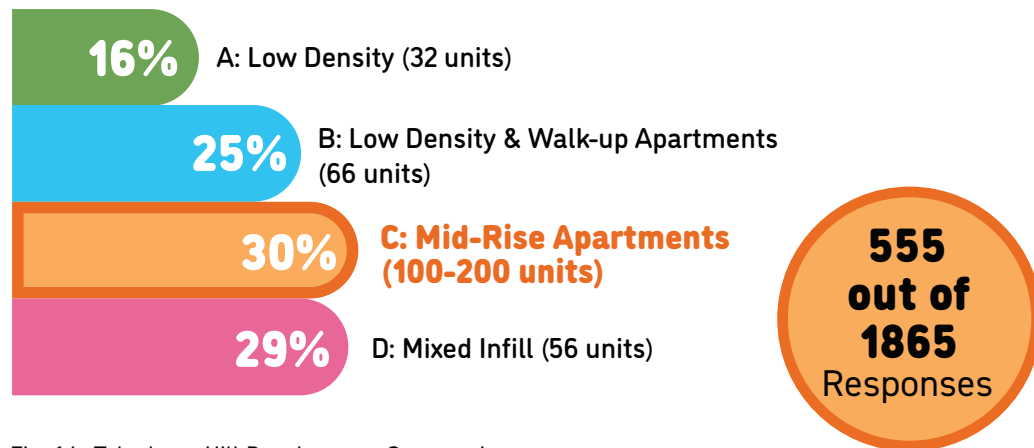 16%
A: Low Density (32 units)
25%
B: Low Density & Walk-up Apartments
(66 units)
30%
C: Mid-Rise Apartments
(100-200 units)
29%
D: Mixed Infill (56 units)
555
out of
1865
Responses